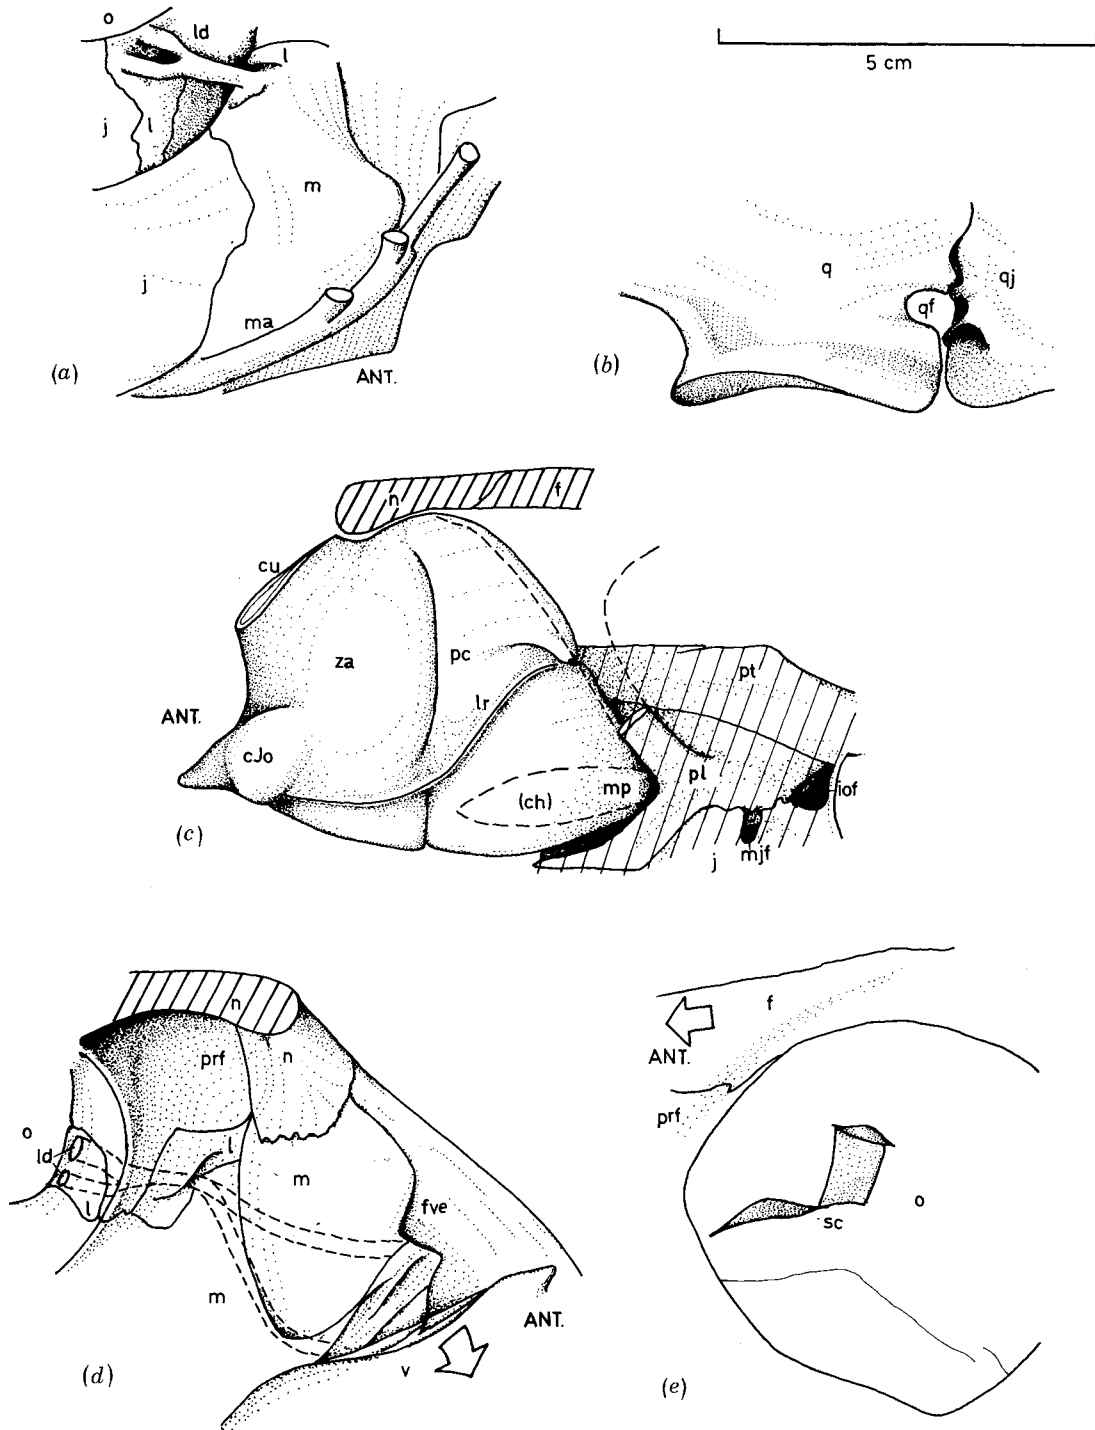 o
ld
l
j
l
m
j
ma
ANT.
(a)
5 cm
q
qj
qf
(b)
n
f
cu
za
pc
pt
lr
ANT.
cJo
pl
(ch)
mp
iof
mjf
j
(c)
n
prf
n
o
ld
l
l
m
fve
m
ANT.
v
(d)
f
ANT.
prf
o
sc
(e)